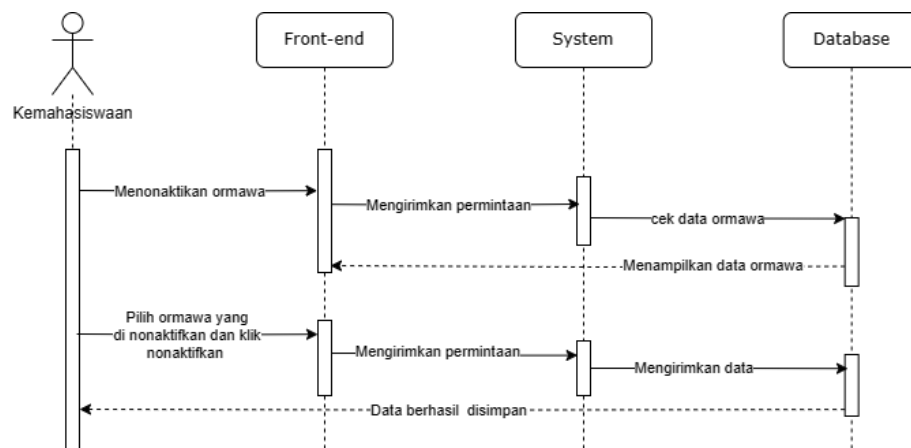 Front-end
System
Database
Kemahasiswaan
Menonaktikan ormawa
Mengirimkan permintaan
cek data ormawa
Menampilkan data ormawa
Pilih ormawa yang
di nonaktifkan dan klik
nonaktifkan
Mengirimkan permintaan
Mengirimkan data
Data berhasil disimpan